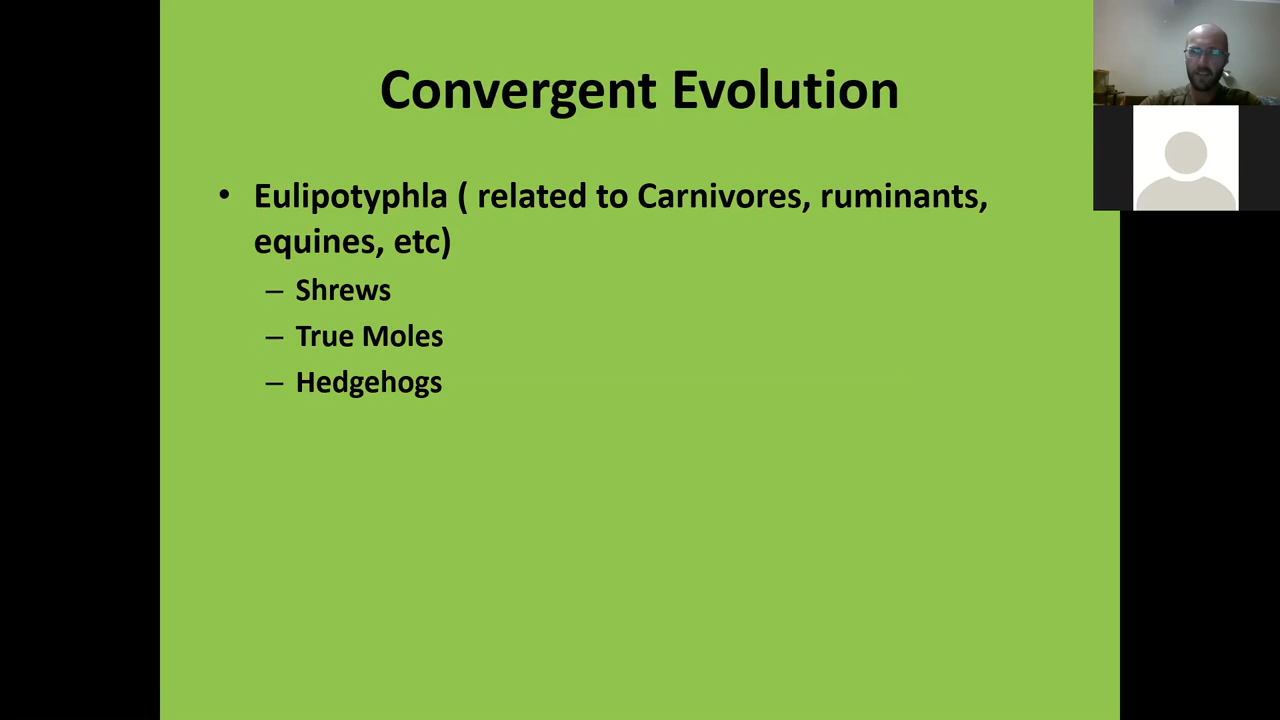 Convergent Evolution
• Eulipotyphla ( related to Carnivores, ruminants,
equines, etc)
– Shrews
– True Moles
– Hedgehogs